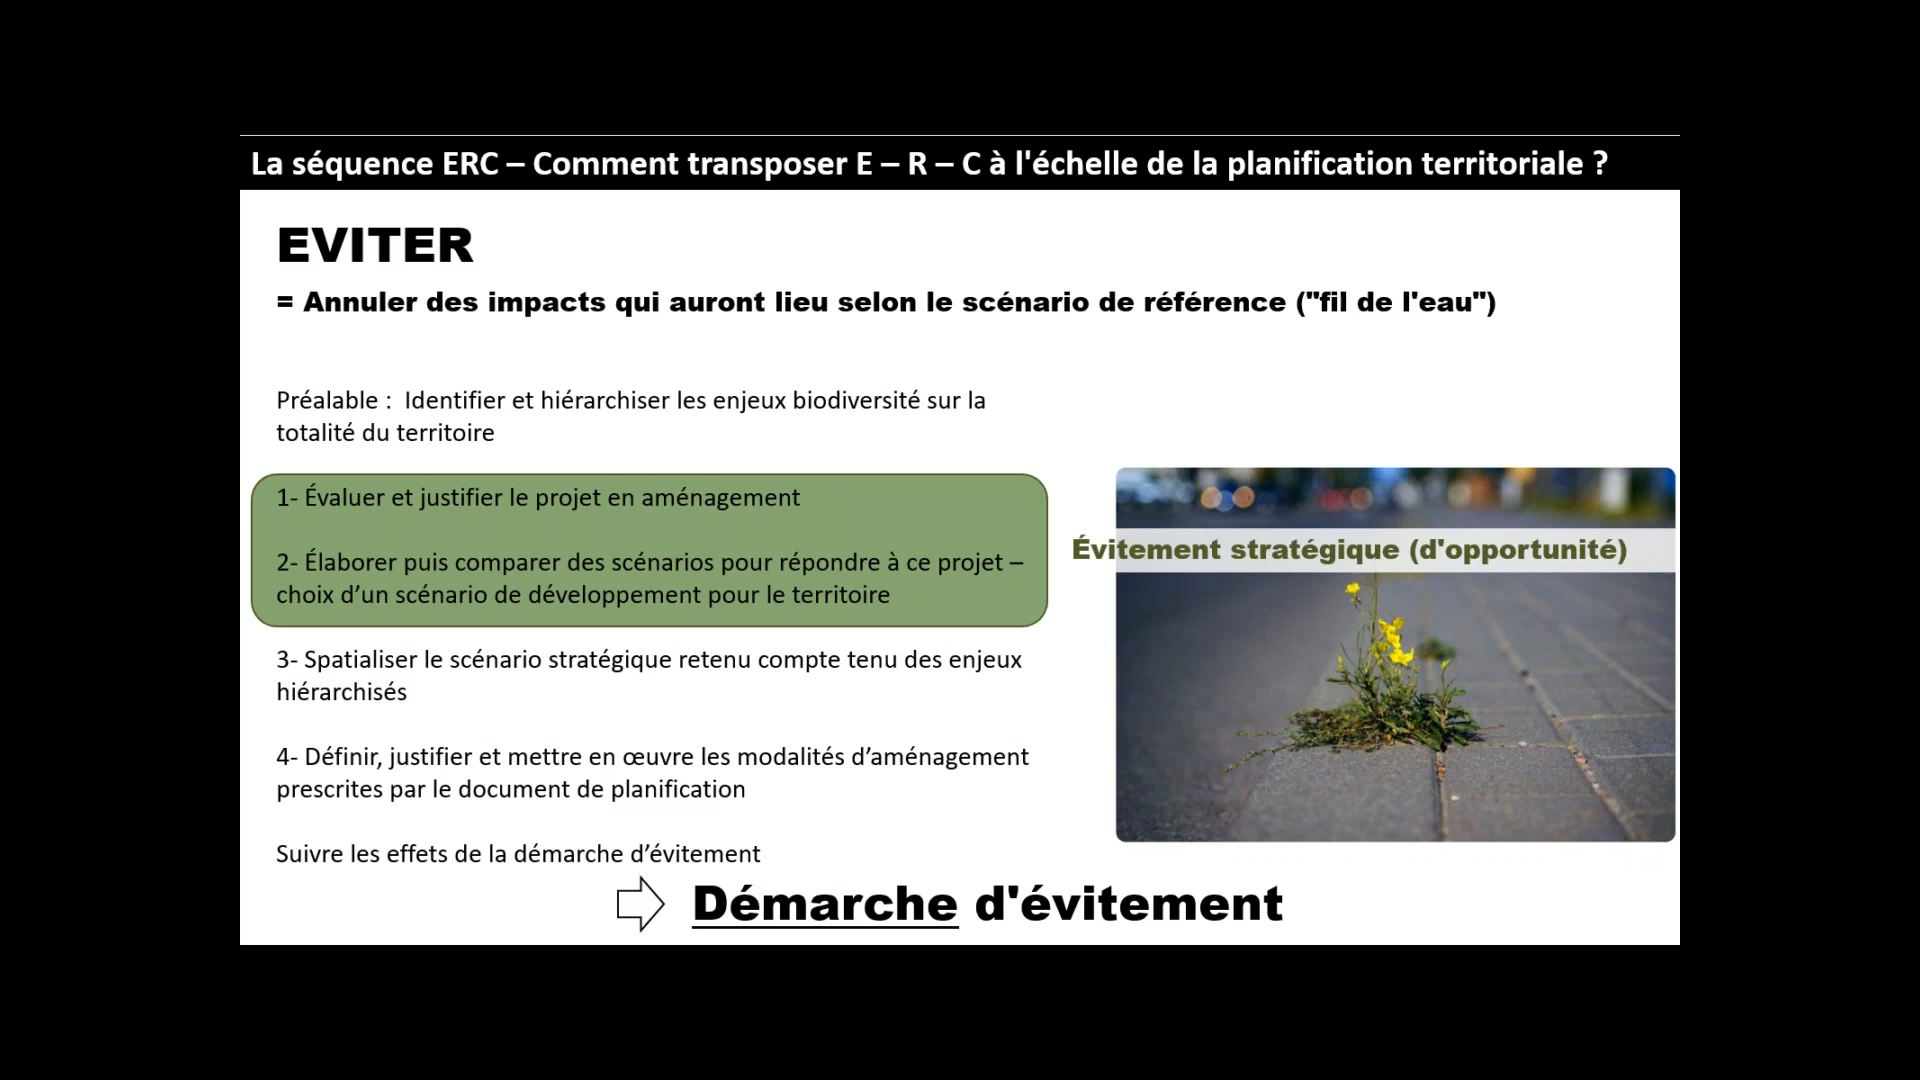 La séquence ERC – Comment transposer E – R – C à l'échelle de la planification territoriale ?
EVITER
= Annuler des impacts qui auront lieu selon le scénario de référence ("fil de l'eau")
Préalable :  Identifier et hiérarchiser les enjeux biodiversité sur la
totalité du territoire
1- Évaluer et justifier le projet en aménagement
2- Élaborer puis comparer des scénarios pour répondre à ce projet –
choix d’un scénario de développement pour le territoire
Évitement stratégique (d'opportunité)
3- Spatialiser le scénario stratégique retenu compte tenu des enjeux
hiérarchisés
4- Définir, justifier et mettre en œuvre les modalités d’aménagement
prescrites par le document de planification
Suivre les effets de la démarche d’évitement
Démarche d'évitement